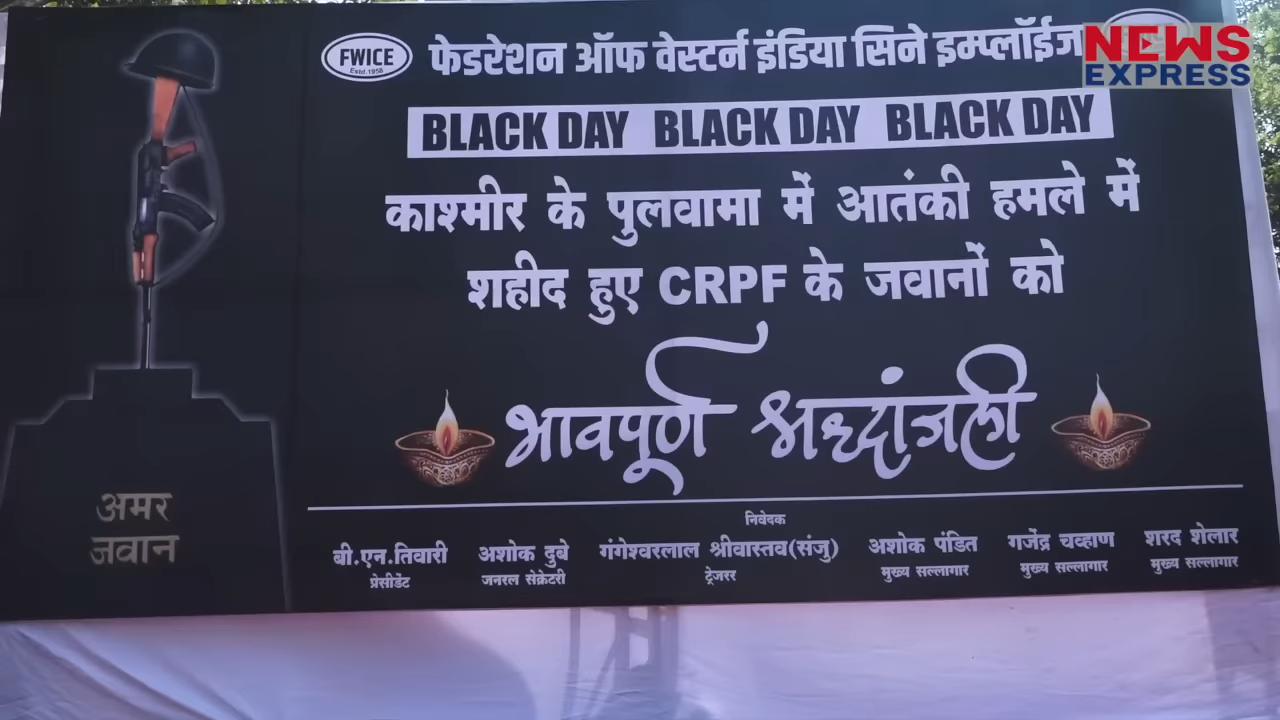 FWICE
Estd.1958
फेडरेशन ऑफ वेस्टर्न इंडिया सिने इम्प्लॉईज
NEWS
EXPRESS
BLACK DAY BLACK DAY BLACK DAY
काश्मीर के पुलवामा में आतंकी हमले में
शहीद हुए CRPF के जवानों को
भावपूर्ण श्रद्धांजली
अमर
जवान
निवेदक
बी.एन.तिवारी
प्रेसीडेंट
अशोक दुबे
जनरल सेक्रेटरी
गंगेश्वरलाल श्रीवास्तव(संजु)
ट्रेजरर
अशोक पंडित
मुख्य सल्लागार
गजेंद्र चव्हाण
मुख्य सल्लागार
शरद शेलार
मुख्य सल्लागार